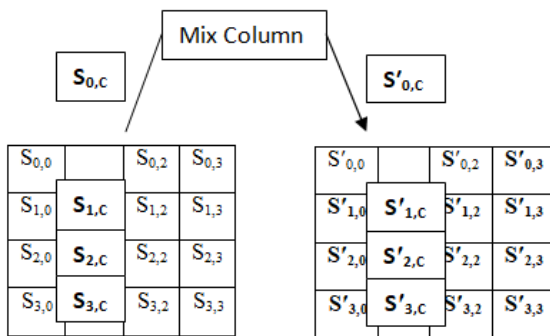 Mix Column
S0,C
S'0,C
S0,0 S0,2 S0,3
S1,0 S1,C S1,2 S1,3
S2,0 S2,C S2,2 S2,3
S3,0 S3,C S3,2 S3,3
S'0,0 S'0,2 S'0,3
S'1,0 S'1,C S'1,2 S'1,3
S'2,0 S'2,C S'2,2 S'2,3
S'3,0 S'3,C S'3,2 S'3,3